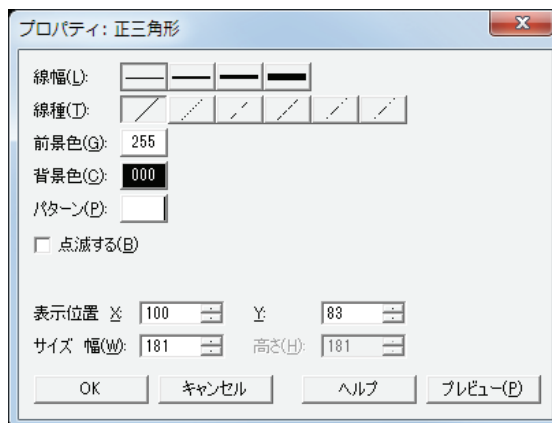 プロパティ：正三角形
線幅(L):
線種(T):
前景色(G): 255
背景色(C): 000
パターン(P):
点滅する(B)
表示位置 X: 100 Y: 83
サイズ 幅(W): 181 高さ(H): 181
OK キャンセル ヘルプ プレビュー(P)